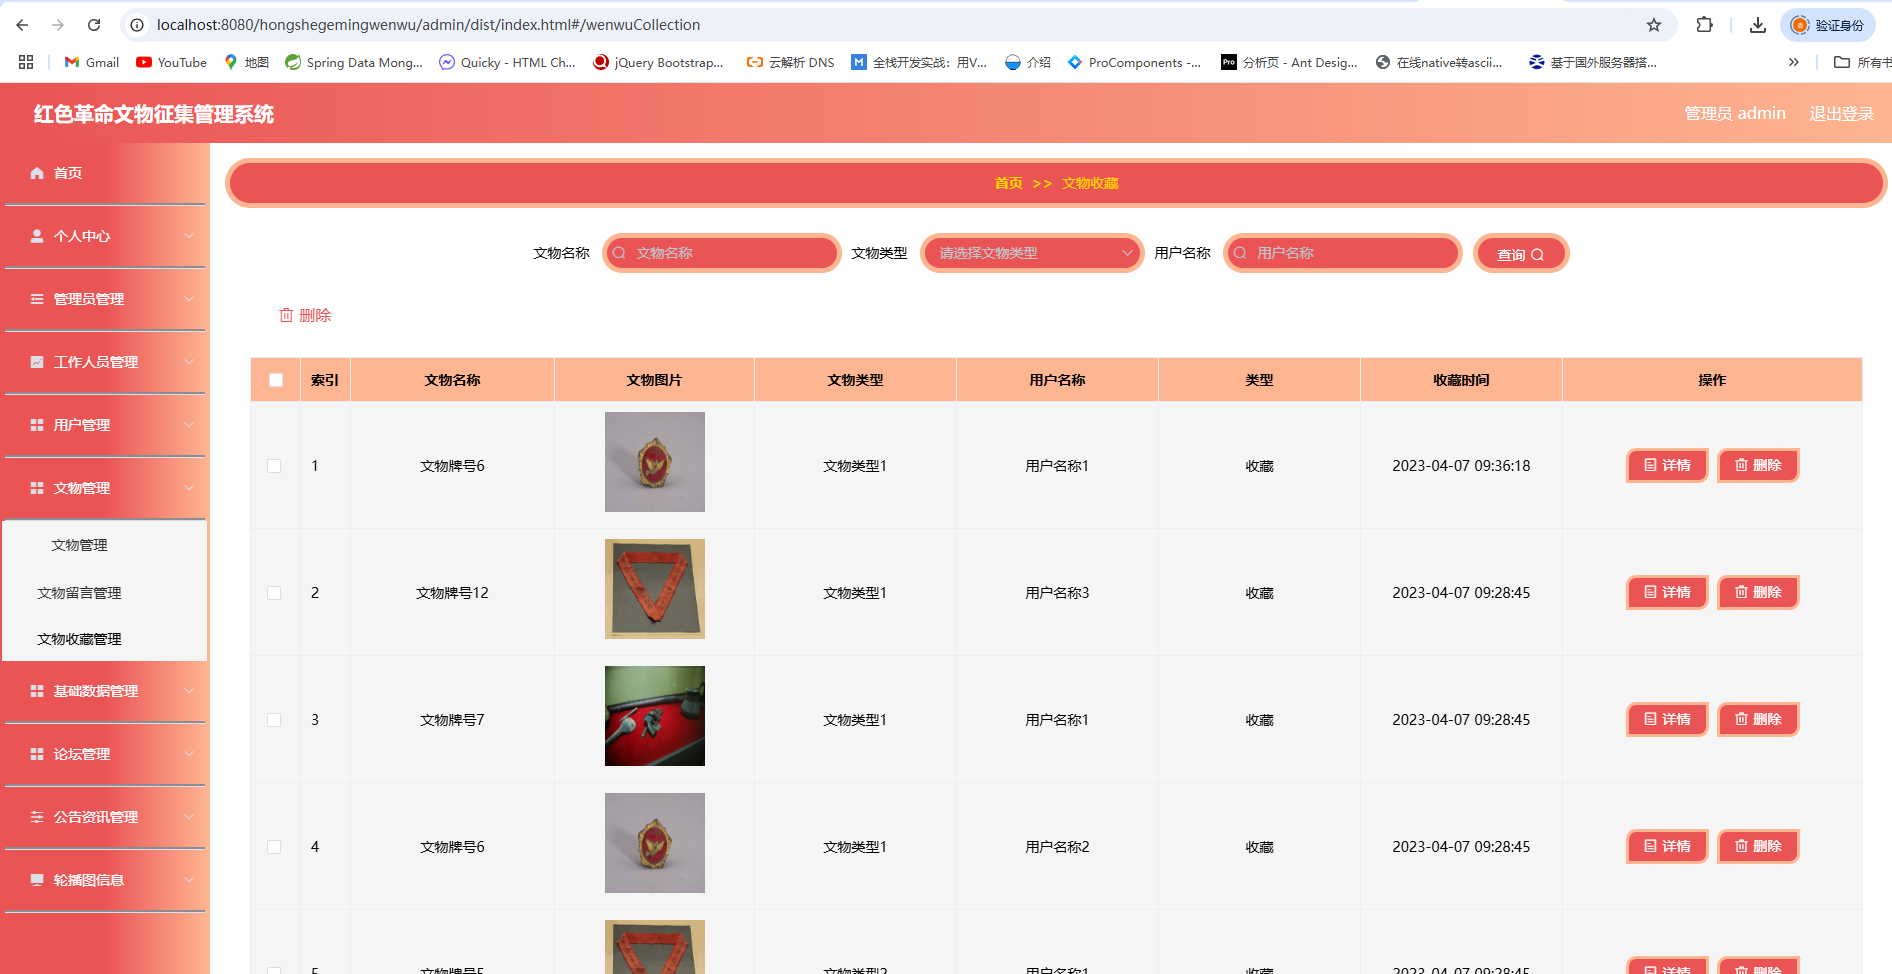 localhost:8080/hongshegemingwenwu/admin/dist/index.html#/wenwuCollection
验证身份
Gmail
YouTube
地图
Spring Data Mong...
Quicky - HTML Ch...
jQuery Bootstrap...
云解析 DNS
全栈开发实战：用V...
介绍
ProComponents -...
分析页 - Ant Desig...
在线native转ascii...
基于国外服务器搭...
所有书
红色革命文物征集管理系统
管理员 admin
退出登录
首页
个人中心
管理员管理
工作人员管理
用户管理
文物管理
文物管理
文物留言管理
文物收藏管理
基础数据管理
论坛管理
公告资讯管理
轮播图信息
首页 >> 文物收藏
文物名称 文物名称 文物类型 请选择文物类型 用户名称 用户名称 查询
删除
索引 文物名称 文物图片 文物类型 用户名称 类型 收藏时间 操作
1 文物牌号6 文物类型1 用户名称1 收藏 2023-04-07 09:36:18 详情 删除
2 文物牌号12 文物类型1 用户名称3 收藏 2023-04-07 09:28:45 详情 删除
3 文物牌号7 文物类型1 用户名称1 收藏 2023-04-07 09:28:45 详情 删除
4 文物牌号6 文物类型1 用户名称2 收藏 2023-04-07 09:28:45 详情 删除
5 文物牌号5 文物类型2 用户名称1 收藏 2023-04-07 09:28:45 详情 删除